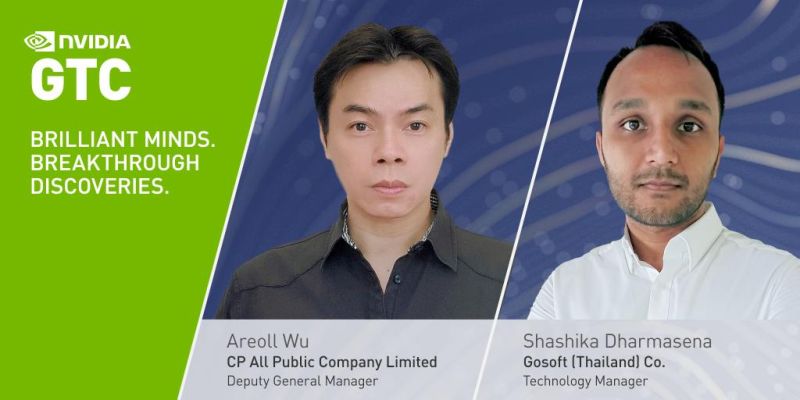 NVIDIA
GTC
BRILLIANT MINDS.
BREAKTHROUGH
DISCOVERIES.
Areoll Wu
CP All Public Company Limited
Deputy General Manager
Shashika Dharmasena
Gosoft (Thailand) Co.
Technology Manager